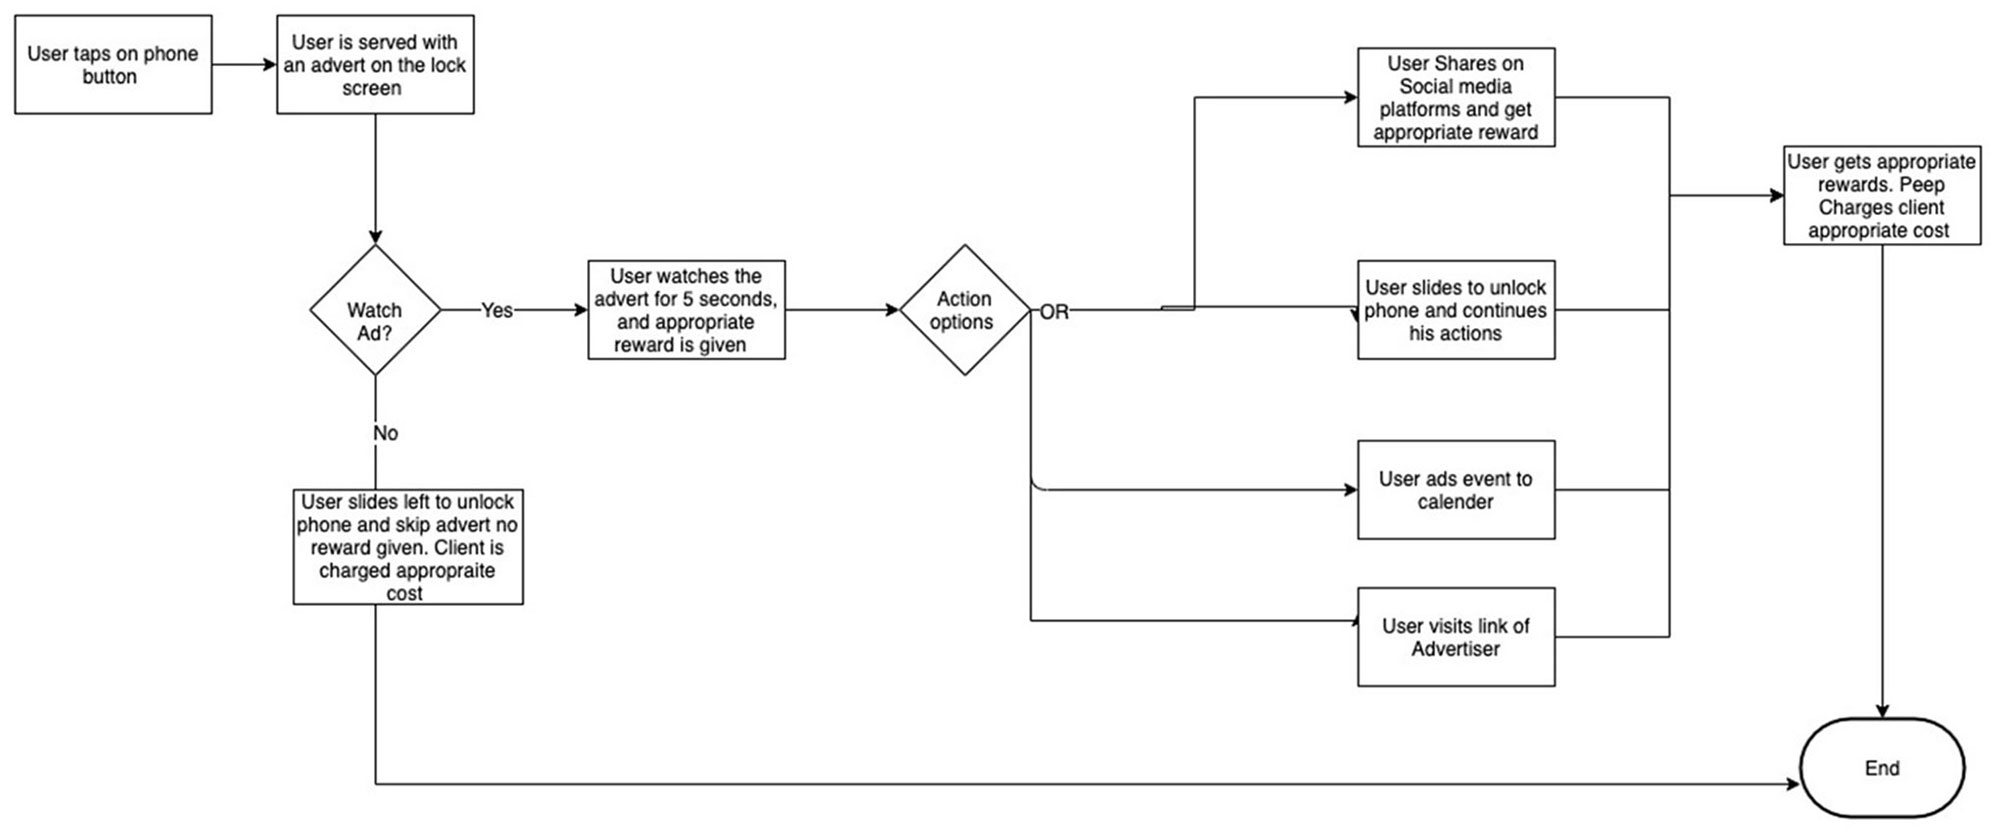 User taps on phone
button
User is served with
an advert on the lock
screen
Watch
Ad?
Yes
No
User slides left to unlock
phone and skip advert no
reward given. Client is
charged appropraite
cost
User watches the
advert for 5 seconds,
and appropriate
reward is given
Action
options
OR
User Shares on
Social media
platforms and get
appropriate reward
User slides to unlock
phone and continues
his actions
User ads event to
calender
User visits link of
Advertiser
User gets appropriate
rewards. Peep
Charges client
appropriate cost
End